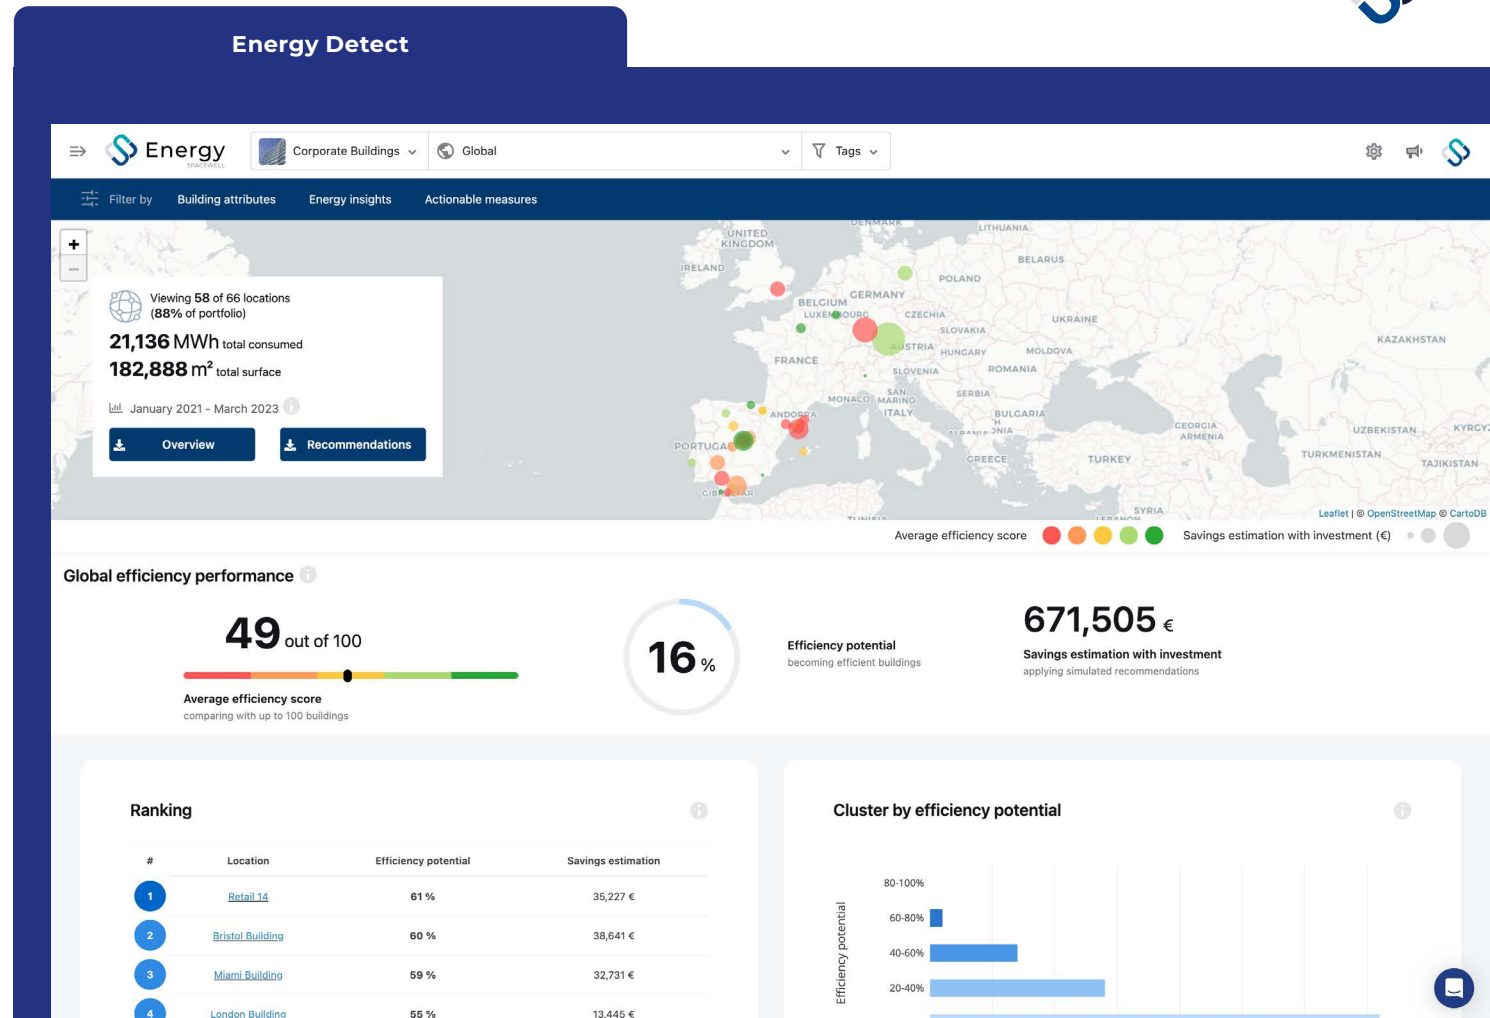 Energy Detect
Energy
SPACEWELL
Corporate Buildings
Global
Tags
Filter by
Building attributes
Energy insights
Actionable measures
+
−
Viewing 58 of 66 locations
(88% of portfolio)
21,136 MWh total consumed
182,888 m² total surface
January 2021 - March 2023
Overview
Recommendations
DENMARK
LITHUANIA
UNITED
KINGDOM
IRELAND
BELARUS
POLAND
GERMANY
BELGIUM
LUXEMBOURG
CZECHIA
UKRAINE
SLOVAKIA
KAZAKHSTAN
AUSTRIA
HUNGARY
MOLDOVA
FRANCE
SLOVENIA
ROMANIA
SAN
MARINO
MONACO
SERBIA
ITALY
ANDORRA
BULGARIA
GEORGIA
ARMENIA
UZBEKISTAN
KYRGYZ
PORTUGAL
GREECE
TURKEY
TURKMENISTAN
TAJIKISTAN
GIBRALTAR
SYRIA
LEBANON
TUNISIA
Leaflet | © OpenStreetMap © CartoDB
Average efficiency score
Savings estimation with investment (€)
Global efficiency performance
49 out of 100
Average efficiency score
comparing with up to 100 buildings
16 %
Efficiency potential
becoming efficient buildings
671,505 €
Savings estimation with investment
applying simulated recommendations
Ranking
# Location Efficiency potential Savings estimation
1 Retail 14 61 % 35,227 €
2 Bristol Building 60 % 38,641 €
3 Miami Building 59 % 32,731 €
4 London Building 55 % 13,445 €
Cluster by efficiency potential
Efficiency potential
80-100%
60-80%
40-60%
20-40%